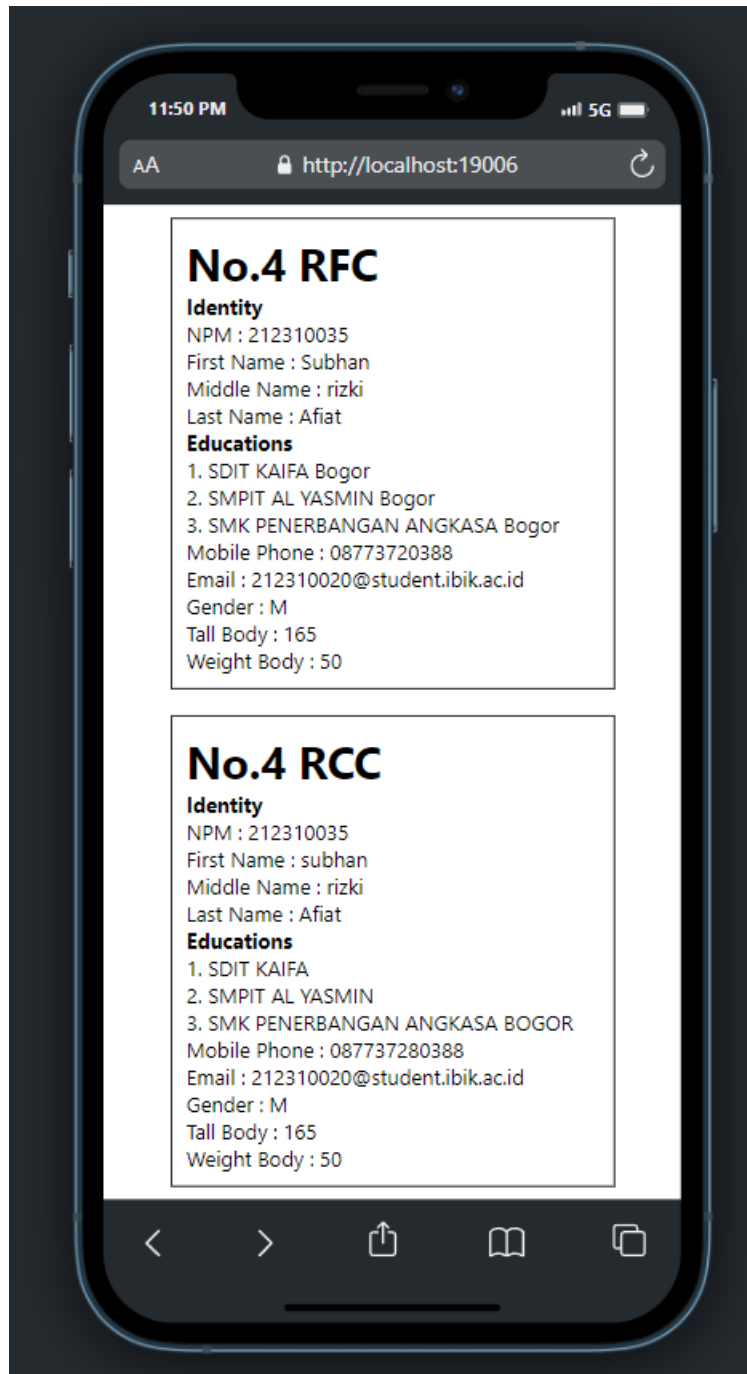 11:50 PM
5G
AA
http://localhost:19006
No.4 RFC
Identity
NPM : 212310035
First Name : Subhan
Middle Name : rizki
Last Name : Afiat
Educations
1. SDIT KAIFA Bogor
2. SMPIT AL YASMIN Bogor
3. SMK PENERBANGAN ANGKASA Bogor
Mobile Phone : 08773720388
Email : 212310020@student.ibik.ac.id
Gender : M
Tall Body : 165
Weight Body : 50
No.4 RCC
Identity
NPM : 212310035
First Name : subhan
Middle Name : rizki
Last Name : Afiat
Educations
1. SDIT KAIFA
2. SMPIT AL YASMIN
3. SMK PENERBANGAN ANGKASA BOGOR
Mobile Phone : 087737280388
Email : 212310020@student.ibik.ac.id
Gender : M
Tall Body : 165
Weight Body : 50